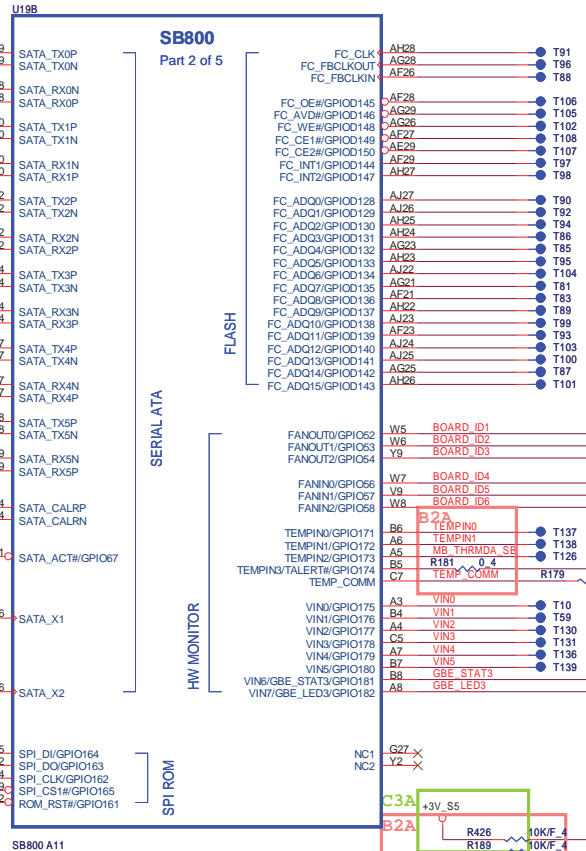 U19B
SB800
Part 2 of 5
SATA_TX0P
SATA_TX0N
SATA_RX0N
SATA_RX0P
SATA_TX1P
SATA_TX1N
SATA_RX1N
SATA_RX1P
SATA_TX2P
SATA_TX2N
SATA_RX2N
SATA_RX2P
SATA_TX3P
SATA_TX3N
SATA_RX3N
SATA_RX3P
SATA_TX4P
SATA_TX4N
SATA_RX4N
SATA_RX4P
SATA_TX5P
SATA_TX5N
SATA_RX5N
SATA_RX5P
SATA_CALRP
SATA_CALRN
SATA_ACT#/GPIO67
SATA_X1
SATA_X2
SPI_DI/GPIO164
SPI_DO/GPIO163
SPI_CLK/GPIO162
SPI_CS1#/GPIO165
ROM_RST#/GPIO161
SERIAL ATA
SPI ROM
FLASH
HW MONITOR
FC_CLK AH28 T91
FC_FBCLKOUT AG28 T96
FC_FBCLKIN AF26 T88
FC_OE#/GPIOD145 AF28 T106
FC_AVD#/GPIOD146 AG29 T105
FC_WE#/GPIOD148 AG26 T102
FC_CE1#/GPIOD149 AF27 T108
FC_CE2#/GPIOD150 AE29 T107
FC_INT1/GPIOD144 AF29 T97
FC_INT2/GPIOD147 AH27 T98
FC_ADQ0/GPIOD128 AJ27 T90
FC_ADQ1/GPIOD129 AJ26 T92
FC_ADQ2/GPIOD130 AH25 T94
FC_ADQ3/GPIOD131 AH24 T86
FC_ADQ4/GPIOD132 AG23 T85
FC_ADQ5/GPIOD133 AH23 T95
FC_ADQ6/GPIOD134 AJ22 T104
FC_ADQ7/GPIOD135 AG21 T81
FC_ADQ8/GPIOD136 AF21 T83
FC_ADQ9/GPIOD137 AH22 T89
FC_ADQ10/GPIOD138 AJ23 T99
FC_ADQ11/GPIOD139 AF23 T93
FC_ADQ12/GPIOD140 AJ24 T103
FC_ADQ13/GPIOD141 AJ25 T100
FC_ADQ14/GPIOD142 AG25 T87
FC_ADQ15/GPIOD143 AH26 T101
FANOUT0/GPIO52 W5 BOARD_ID1
FANOUT1/GPIO53 W6 BOARD_ID2
FANOUT2/GPIO54 Y9 BOARD_ID3
FANIN0/GPIO56 W7 BOARD_ID4
FANIN1/GPIO57 V9 BOARD_ID5
FANIN2/GPIO58 W8 BOARD_ID6
B2A
TEMPIN0/GPIO171 B6 TEMPIN0 T137
TEMPIN1/GPIO172 A6 TEMPIN1 T138
TEMPIN2/GPIO173 A5 MB_THRMDA_SB T126
TEMPIN3/TALERT#/GPIO174 B5 R181 0_4
TEMP_COMM C7 TEMP_COMM R179
VIN0/GPIO175 A3 VIN0 T10
VIN1/GPIO176 B4 VIN1 T59
VIN2/GPIO177 A4 VIN2 T130
VIN3/GPIO178 C5 VIN3 T131
VIN4/GPIO179 A7 VIN4 T136
VIN5/GPIO180 B7 VIN5 T139
VIN6/GBE_STAT3/GPIO181 B8 GBE_STAT3
VIN7/GBE_LED3/GPIO182 A8 GBE_LED3
NC1 G27
NC2 Y2
C3A
+3V_S5
B2A
R426 10K/F_4
R189 10K/F_4
SB800 A11